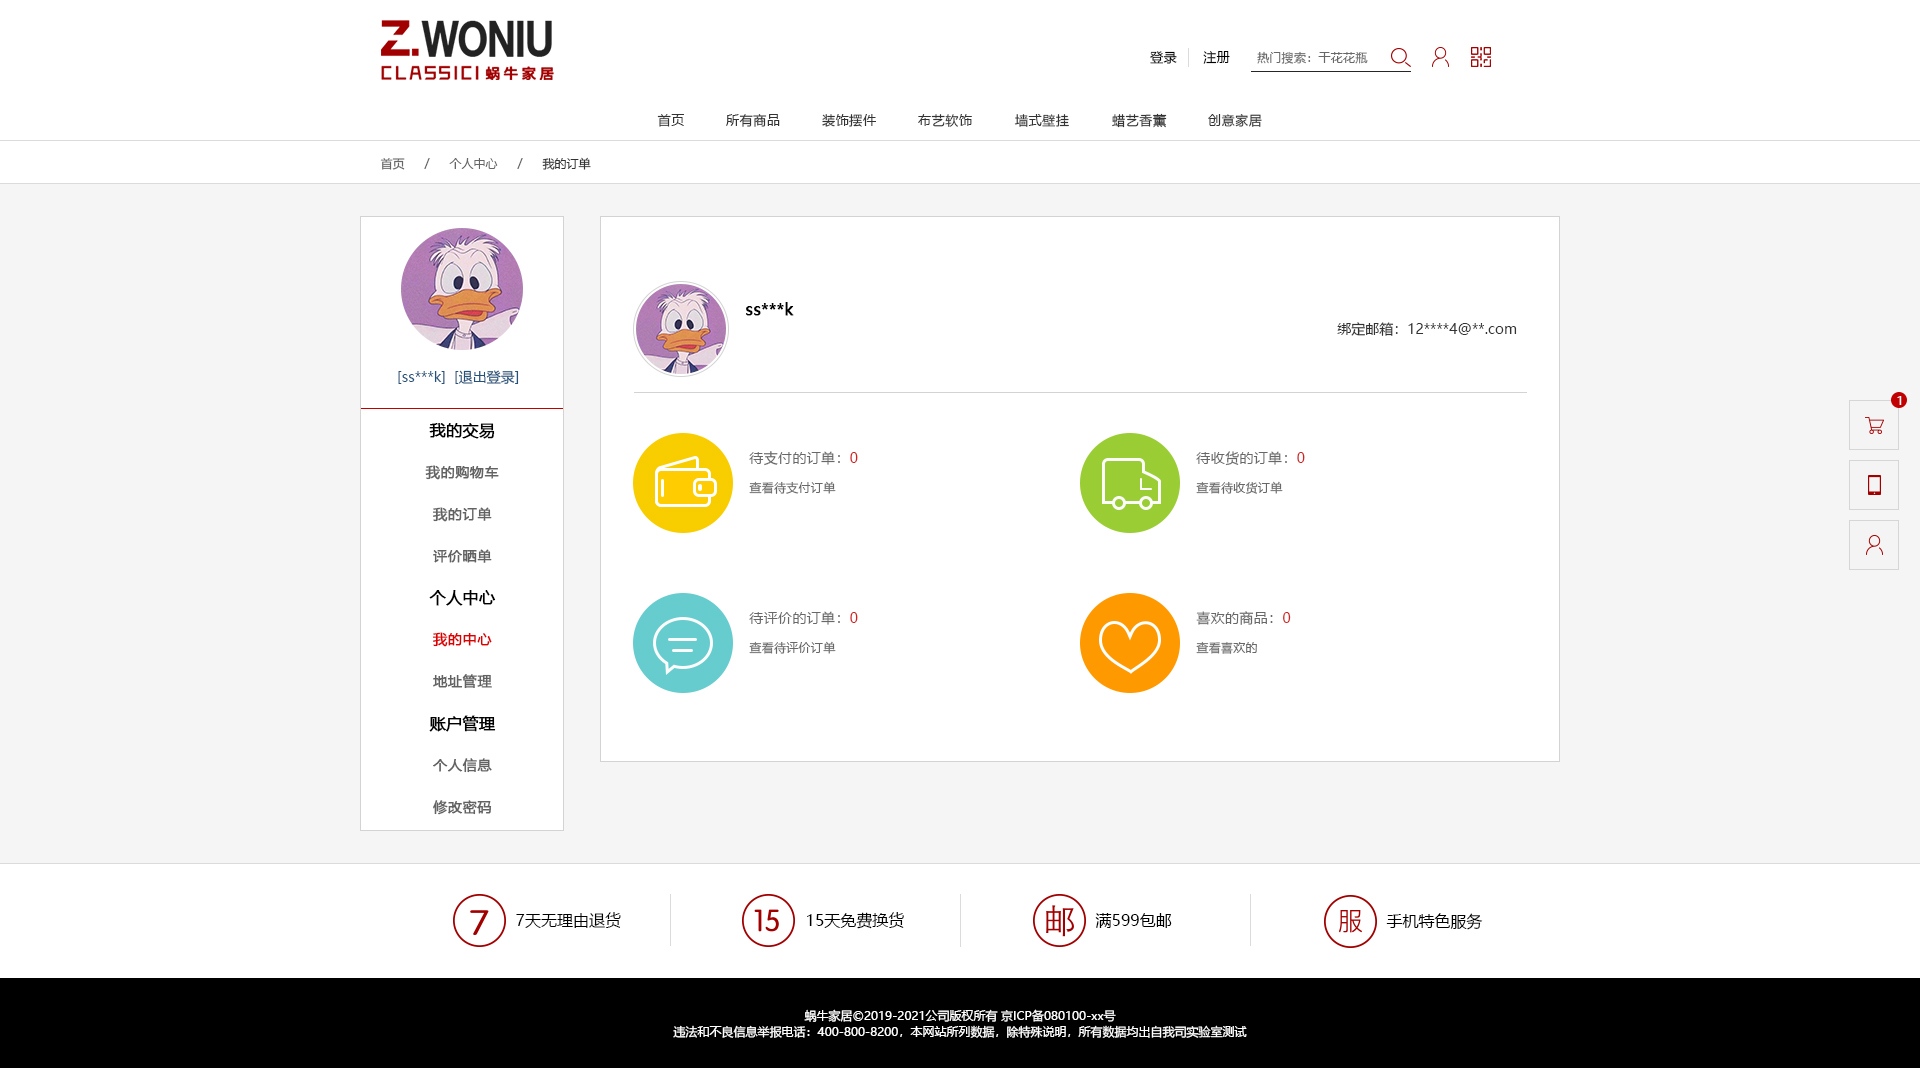 Z.WONIU
CLASSICI 蜗牛家居
登录 注册 热门搜索：干花花瓶
首页 所有商品 装饰摆件 布艺软饰 墙式壁挂 蜡艺香薰 创意家居
首页 / 个人中心 / 我的订单
[ss***k] [退出登录]
我的交易
我的购物车
我的订单
评价晒单
个人中心
我的中心
地址管理
账户管理
个人信息
修改密码
ss***k
绑定邮箱：12****4@**.com
待支付的订单：0
查看待支付订单
待收货的订单：0
查看待收货订单
待评价的订单：0
查看待评价订单
喜欢的商品：0
查看喜欢的
1
7 7天无理由退货
15 15天免费换货
邮 满599包邮
服 手机特色服务
蜗牛家居©2019-2021公司版权所有 京ICP备080100-xx号
违法和不良信息举报电话：400-800-8200，本网站所列数据，除特殊说明，所有数据均出自我司实验室测试